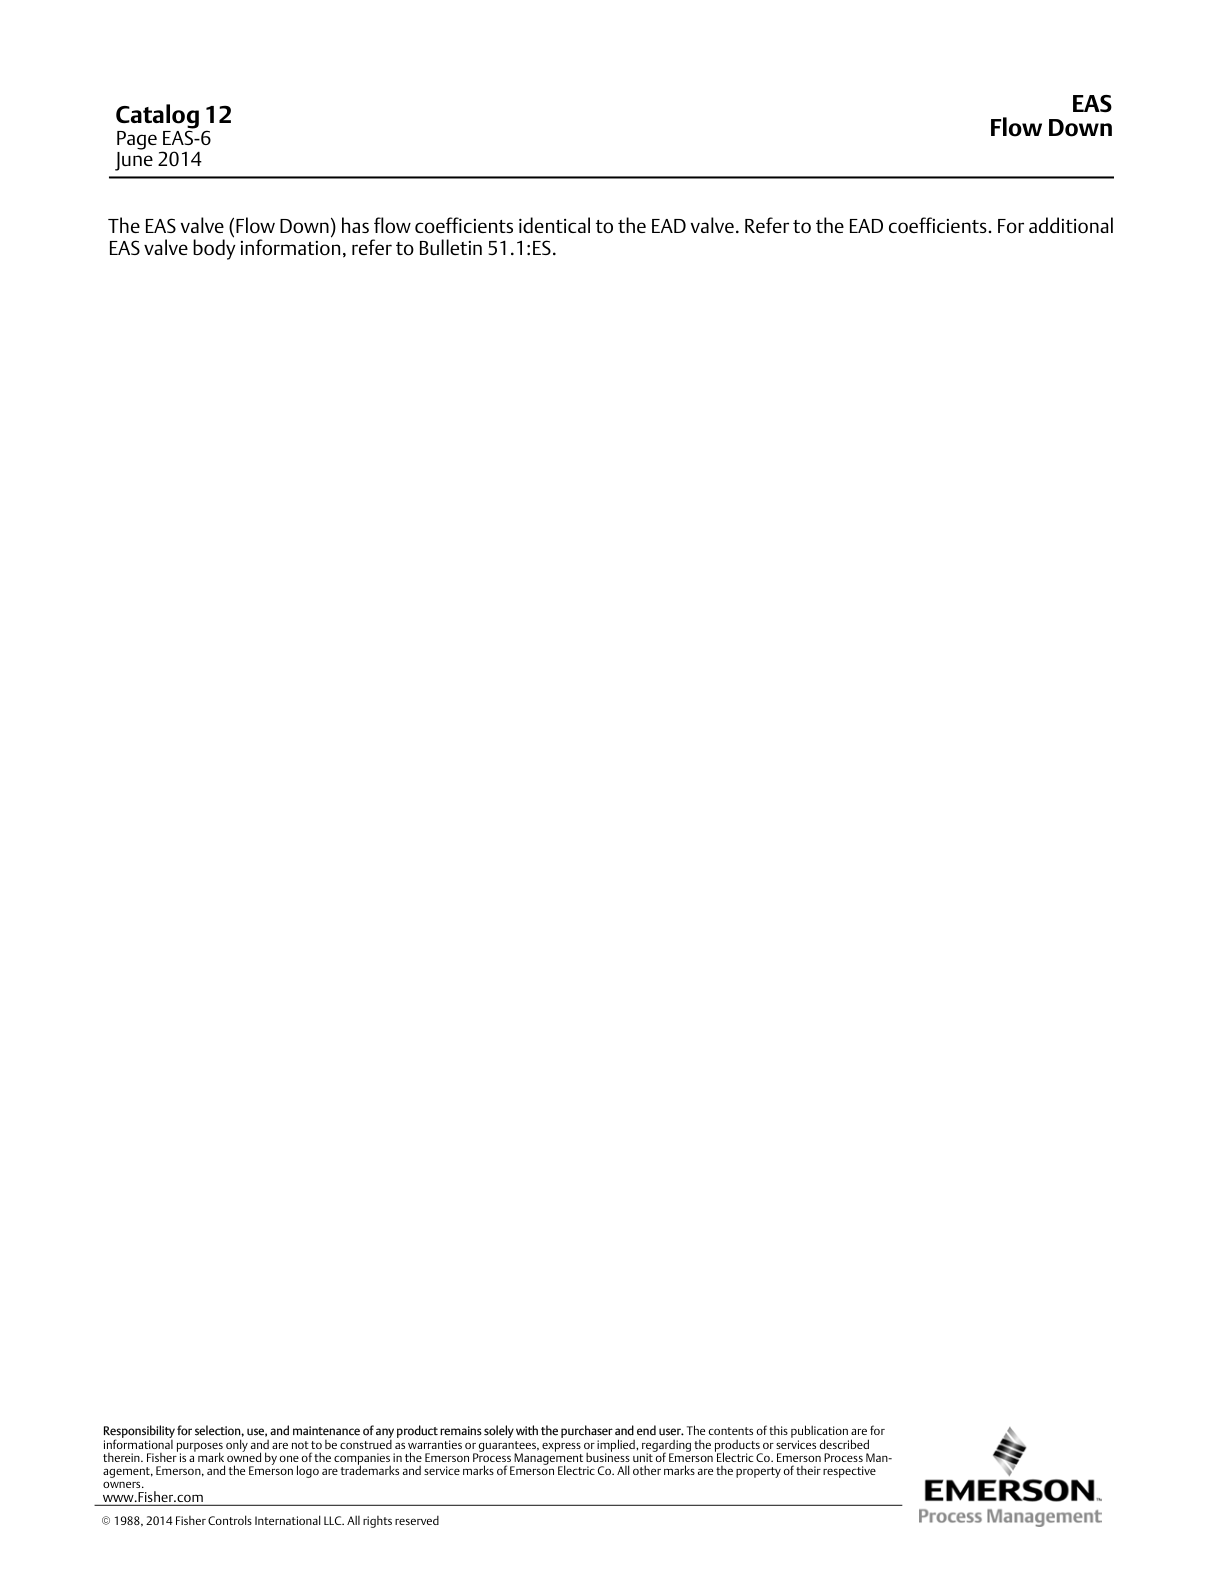 Catalog 12
Page EAS-6
June 2014
EAS
Flow Down
The EAS valve (Flow Down) has flow coefficients identical to the EAD valve. Refer to the EAD coefficients. For additional
EAS valve body information, refer to Bulletin 51.1:ES.
Responsibility for selection, use, and maintenance of any product remains solely with the purchaser and end user. The contents of this publication are for
informational purposes only and are not to be construed as warranties or guarantees, express or implied, regarding the products or services described
therein. Fisher is a mark owned by one of the companies in the Emerson Process Management business unit of Emerson Electric Co. Emerson Process Man-
agement, Emerson, and the Emerson logo are trademarks and service marks of Emerson Electric Co. All other marks are the property of their respective
owners.
www.Fisher.com
© 1988, 2014 Fisher Controls International LLC. All rights reserved
EMERSON™
Process Management